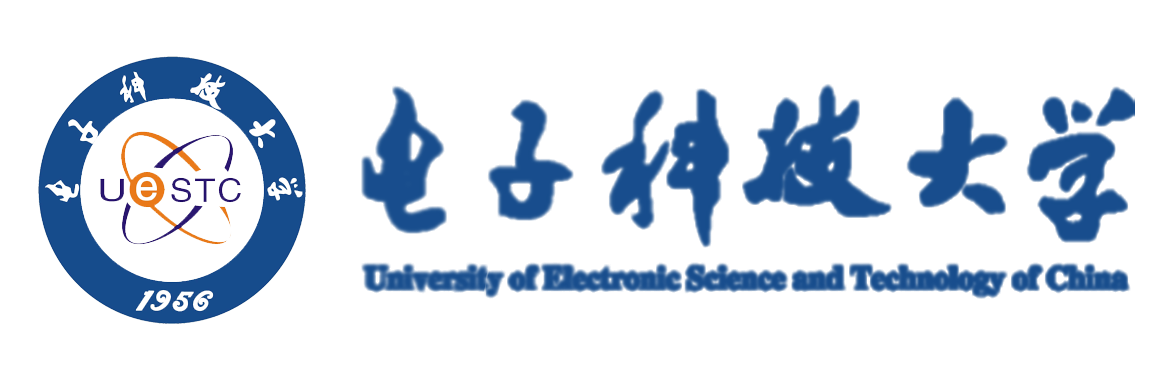 电子科技大学
UeSTC
1956
电子科技大学
University of Electronic Science and Technology of China